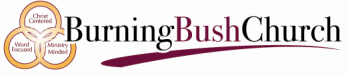 Christ
Centered
Word
Focused
Ministry
Minded
BurningBushChurch